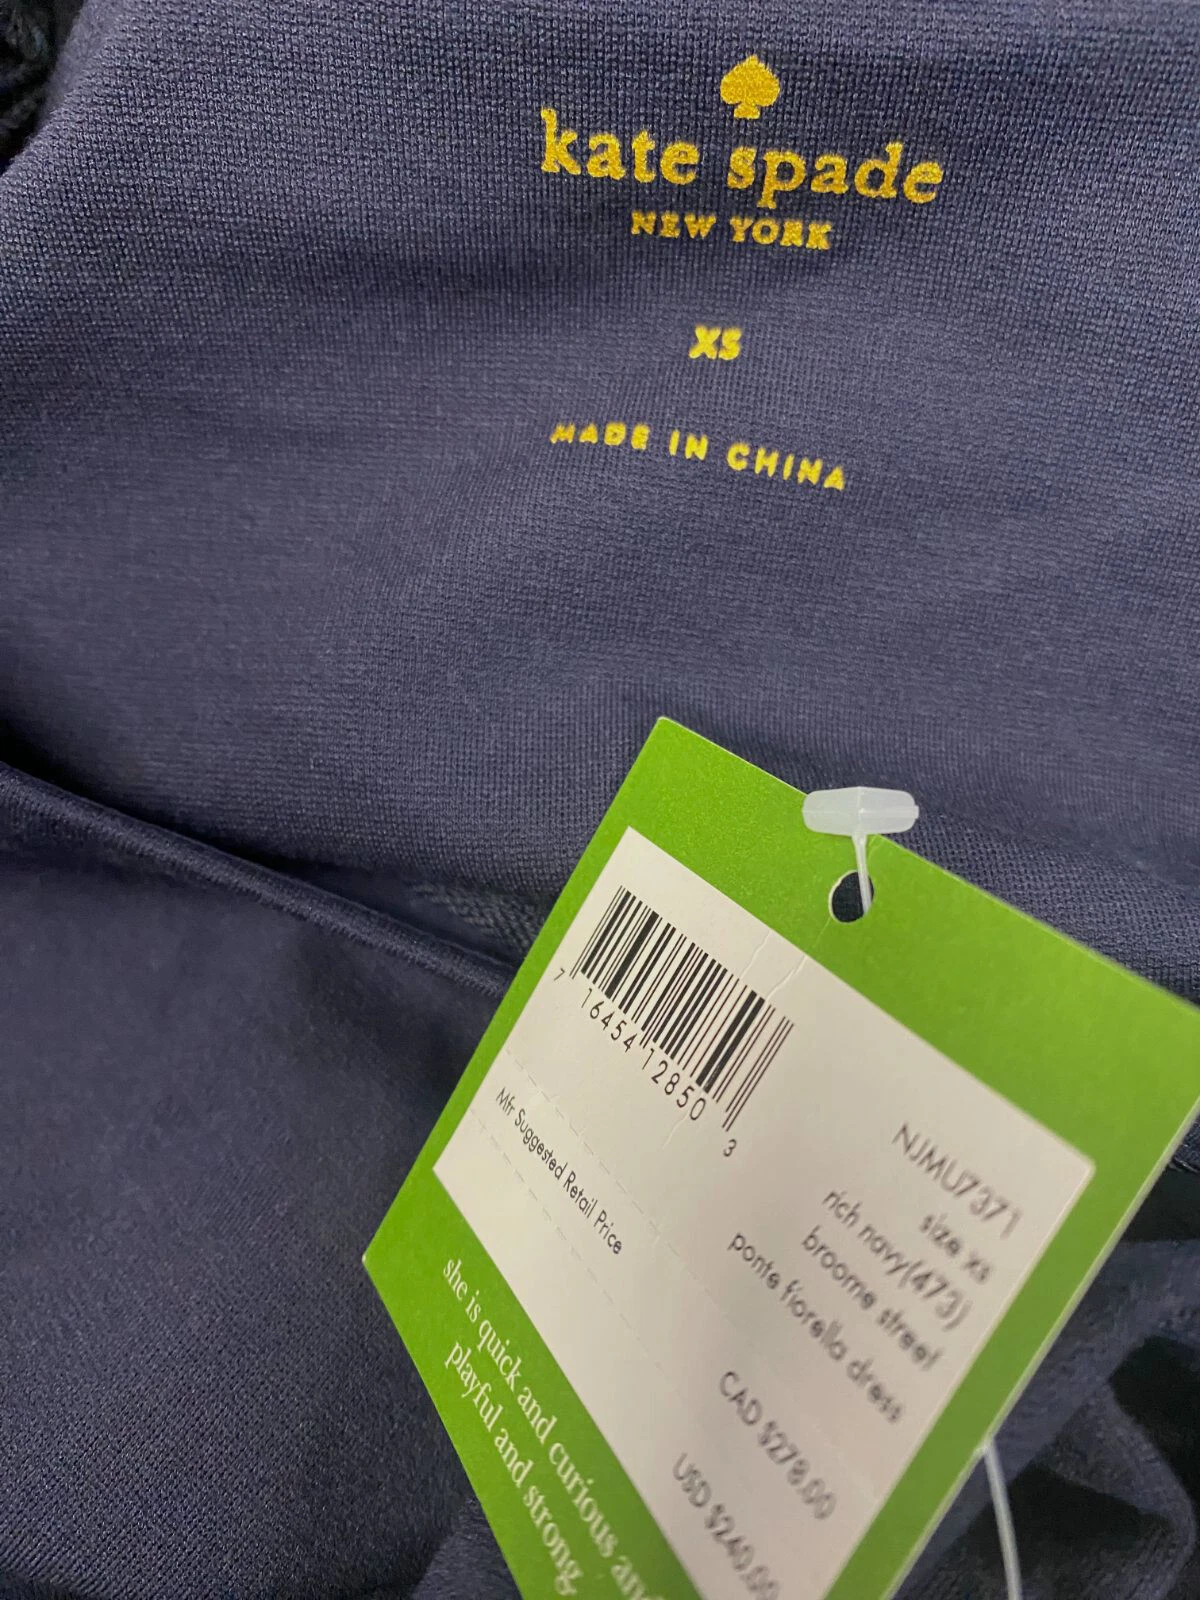 kate spade
NEW YORK
XS
MADE IN CHINA
7 16454 12850 3
Mfr Suggested Retail Price
NJMU7371
size xs
rich navy(473)
broome street
ponte fiorella dress
CAD $278.00
USD $240.00
she is quick and curious and
playful and strong.